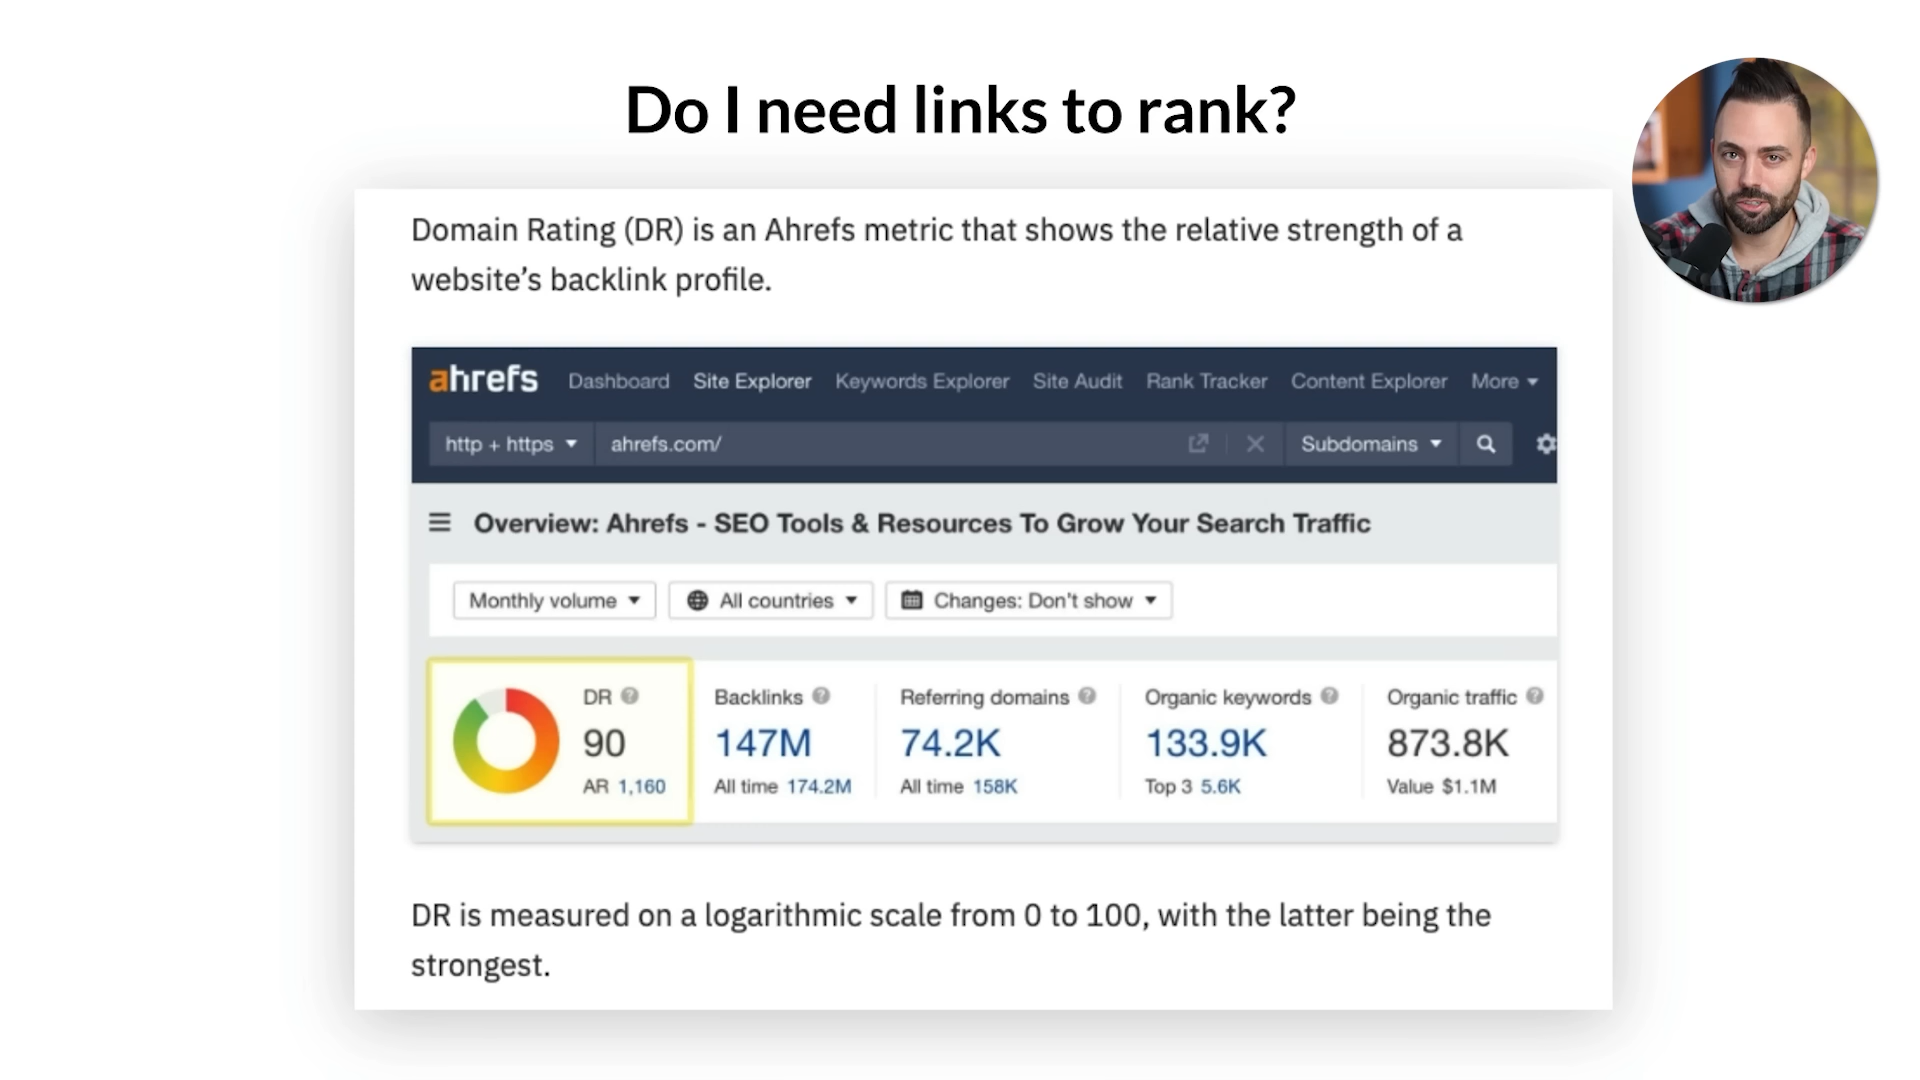 Do I need links to rank?
Domain Rating (DR) is an Ahrefs metric that shows the relative strength of a
website's backlink profile.
ahrefs Dashboard Site Explorer Keywords Explorer Site Audit Rank Tracker Content Explorer More
http + https ahrefs.com/ Subdomains
Overview: Ahrefs - SEO Tools & Resources To Grow Your Search Traffic
Monthly volume All countries Changes: Don't show
DR Backlinks Referring domains Organic keywords Organic traffic
90 147M 74.2K 133.9K 873.8K
AR 1,160 All time 174.2M All time 158K Top 3 5.6K Value $1.1M
DR is measured on a logarithmic scale from 0 to 100, with the latter being the
strongest.